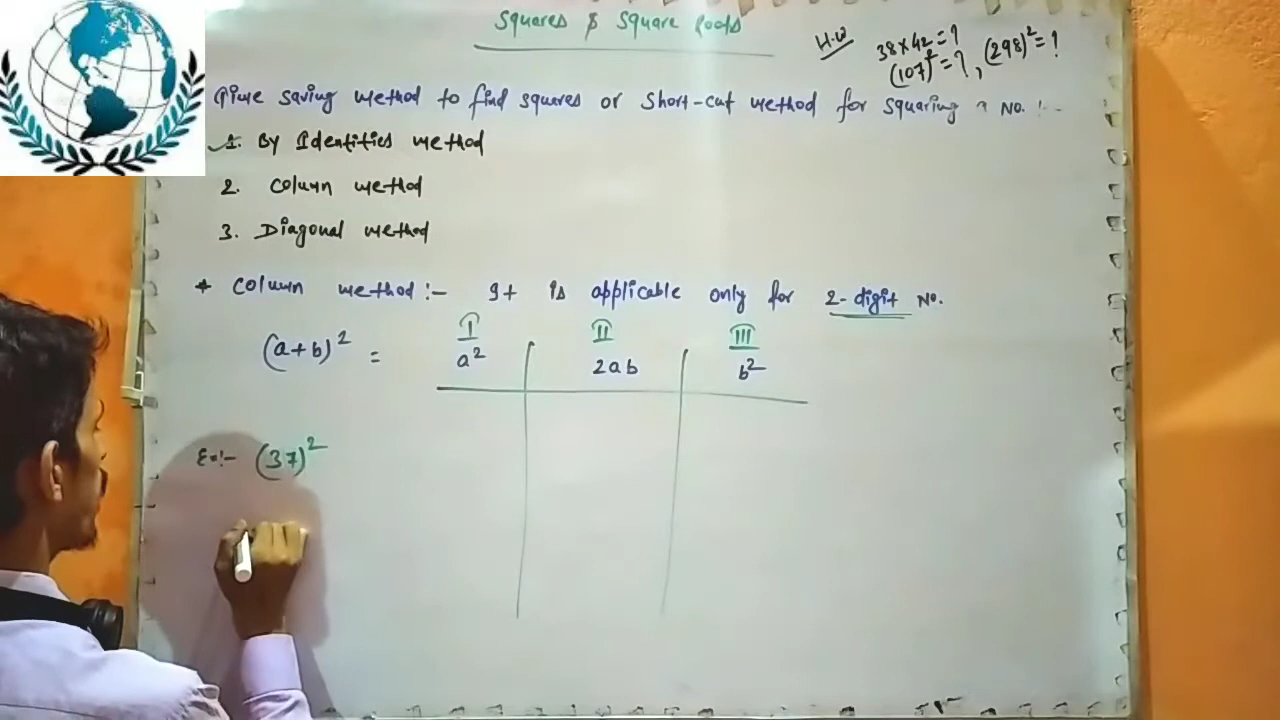 Squares & Square Roots
H.W 38×42=?
(107)²=?, (298)²=?
Time saving method to find squares or Short-cut method for squaring a No. :-
1. By Identities method
2. Column method
3. Diagonal method
* Column method :- It is applicable only for 2-digit No.
I II III
(a+b)² = a² 2ab b²
Ex:- (37)²